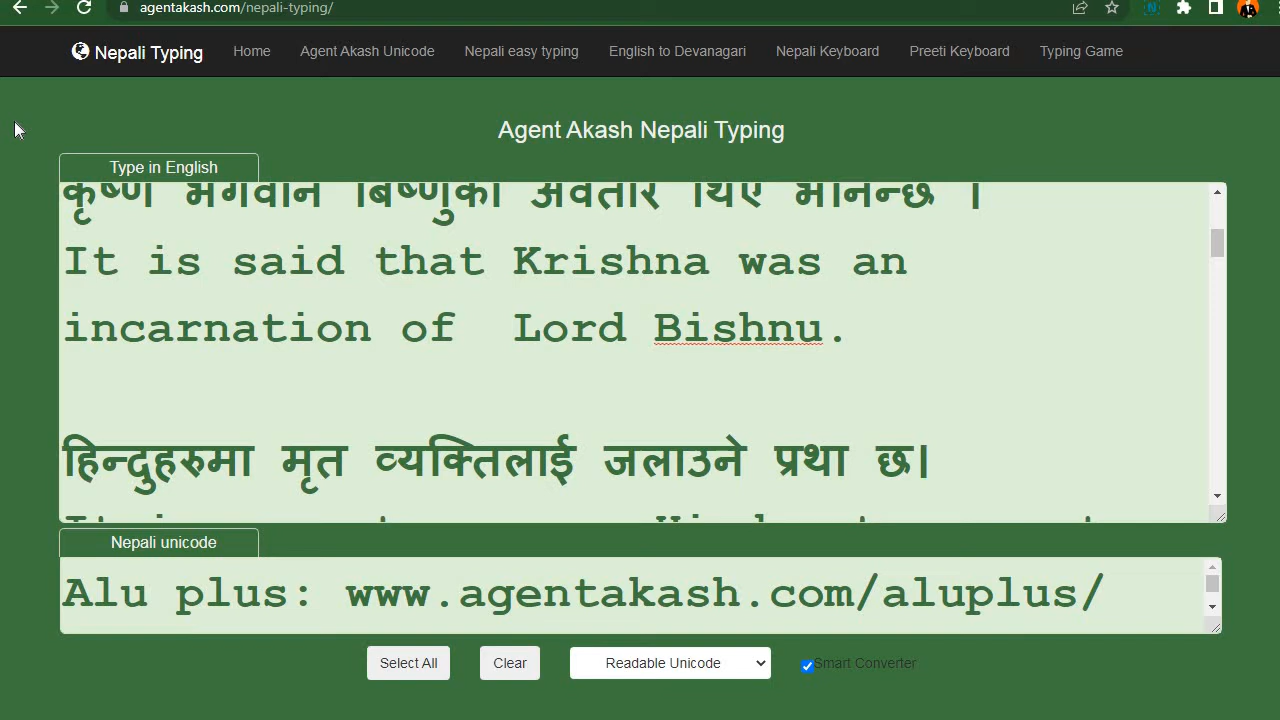 agentakash.com/nepali-typing/
Nepali Typing Home Agent Akash Unicode Nepali easy typing English to Devanagari Nepali Keyboard Preeti Keyboard Typing Game
Agent Akash Nepali Typing
Type in English
कृष्ण भगवान बिष्णुका अवतार थिए भनिन्छ ।
It is said that Krishna was an
incarnation of Lord Bishnu.
हिन्दुहरुमा मृत व्यक्तिलाई जलाउने प्रथा छ।
Nepali unicode
Alu plus: www.agentakash.com/aluplus/
Select All Clear Readable Unicode Smart Converter